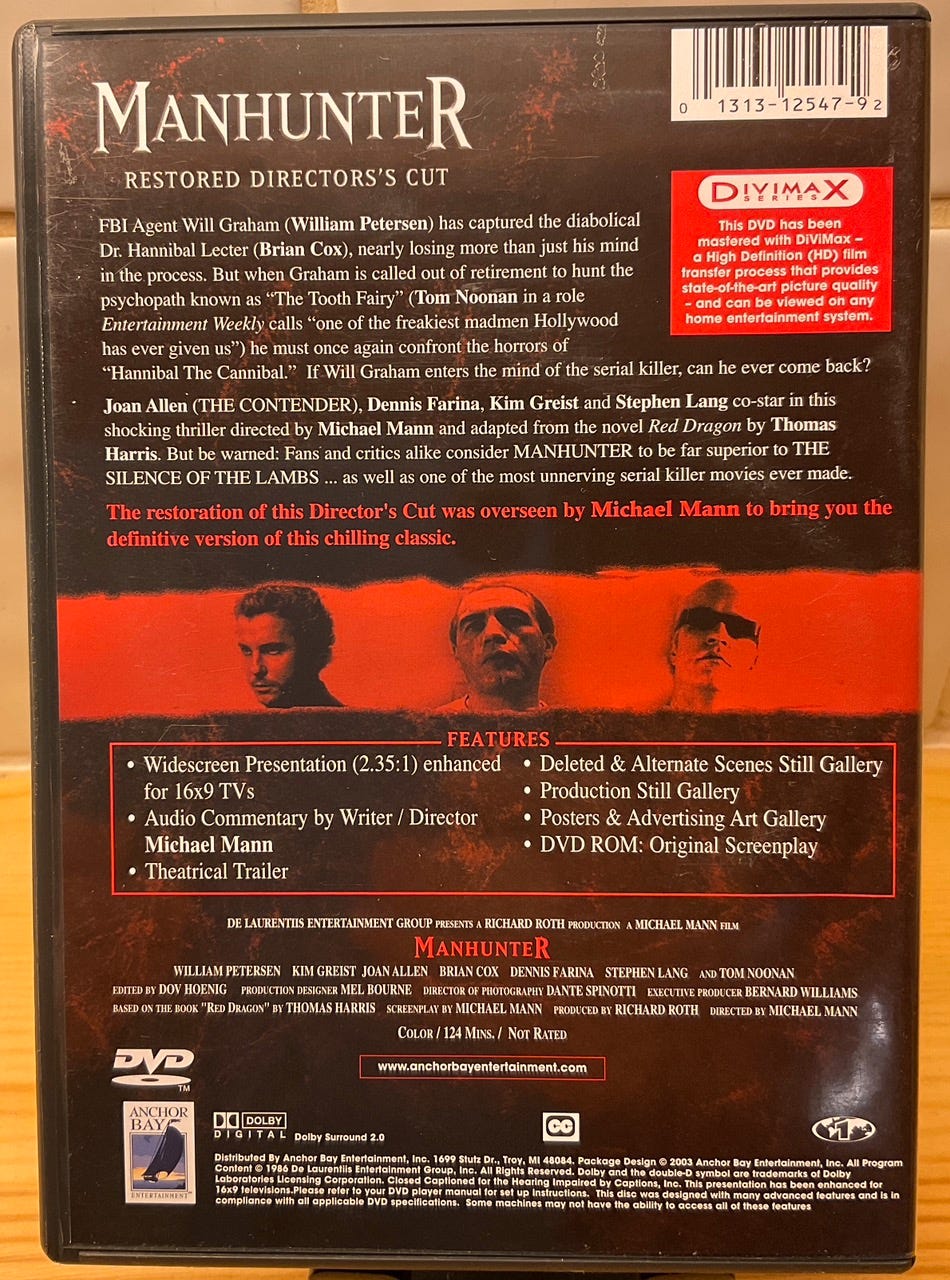 MANHUNTER
RESTORED DIRECTORS'S CUT
0 1313-12547-9 2
DIVIMAX
SERIES
This DVD has been
mastered with DiViMax –
a High Definition (HD) film
transfer process that provides
state-of-the-art picture quality
– and can be viewed on any
home entertainment system.
FBI Agent Will Graham (William Petersen) has captured the diabolical
Dr. Hannibal Lecter (Brian Cox), nearly losing more than just his mind
in the process. But when Graham is called out of retirement to hunt the
psychopath known as “The Tooth Fairy” (Tom Noonan in a role
Entertainment Weekly calls “one of the freakiest madmen Hollywood
has ever given us”) he must once again confront the horrors of
“Hannibal The Cannibal.” If Will Graham enters the mind of the serial killer, can he ever come back?
Joan Allen (THE CONTENDER), Dennis Farina, Kim Greist and Stephen Lang co-star in this
shocking thriller directed by Michael Mann and adapted from the novel Red Dragon by Thomas
Harris. But be warned: Fans and critics alike consider MANHUNTER to be far superior to THE
SILENCE OF THE LAMBS ... as well as one of the most unnerving serial killer movies ever made.
The restoration of this Director's Cut was overseen by Michael Mann to bring you the
definitive version of this chilling classic.
FEATURES
• Widescreen Presentation (2.35:1) enhanced
for 16x9 TVs
• Audio Commentary by Writer / Director
Michael Mann
• Theatrical Trailer
• Deleted & Alternate Scenes Still Gallery
• Production Still Gallery
• Posters & Advertising Art Gallery
• DVD ROM: Original Screenplay
DE LAURENTIIS ENTERTAINMENT GROUP PRESENTS A RICHARD ROTH PRODUCTION A MICHAEL MANN FILM
MANHUNTER
WILLIAM PETERSEN KIM GREIST JOAN ALLEN BRIAN COX DENNIS FARINA STEPHEN LANG AND TOM NOONAN
EDITED BY DOV HOENIG PRODUCTION DESIGNER MEL BOURNE DIRECTOR OF PHOTOGRAPHY DANTE SPINOTTI EXECUTIVE PRODUCER BERNARD WILLIAMS
BASED ON THE BOOK "RED DRAGON" BY THOMAS HARRIS SCREENPLAY BY MICHAEL MANN PRODUCED BY RICHARD ROTH DIRECTED BY MICHAEL MANN
COLOR / 124 MINS. / NOT RATED
www.anchorbayentertainment.com
DVD
TM
ANCHOR
BAY
ENTERTAINMENT
DOLBY
DIGITAL Dolby Surround 2.0
CC
1
Distributed By Anchor Bay Entertainment, Inc. 1699 Stutz Dr., Troy, MI 48084. Package Design © 2003 Anchor Bay Entertainment, Inc. All Program
Content © 1986 De Laurentiis Entertainment Group, Inc. All Rights Reserved. Dolby and the double-D symbol are trademarks of Dolby
Laboratories Licensing Corporation. Closed Captioned for the Hearing Impaired by Captions, Inc. This presentation has been enhanced for
16x9 televisions.Please refer to your DVD player manual for set up instructions. This disc was designed with many advanced features and is in
compliance with all applicable DVD specifications. Some machines may not have the ability to access all of these features